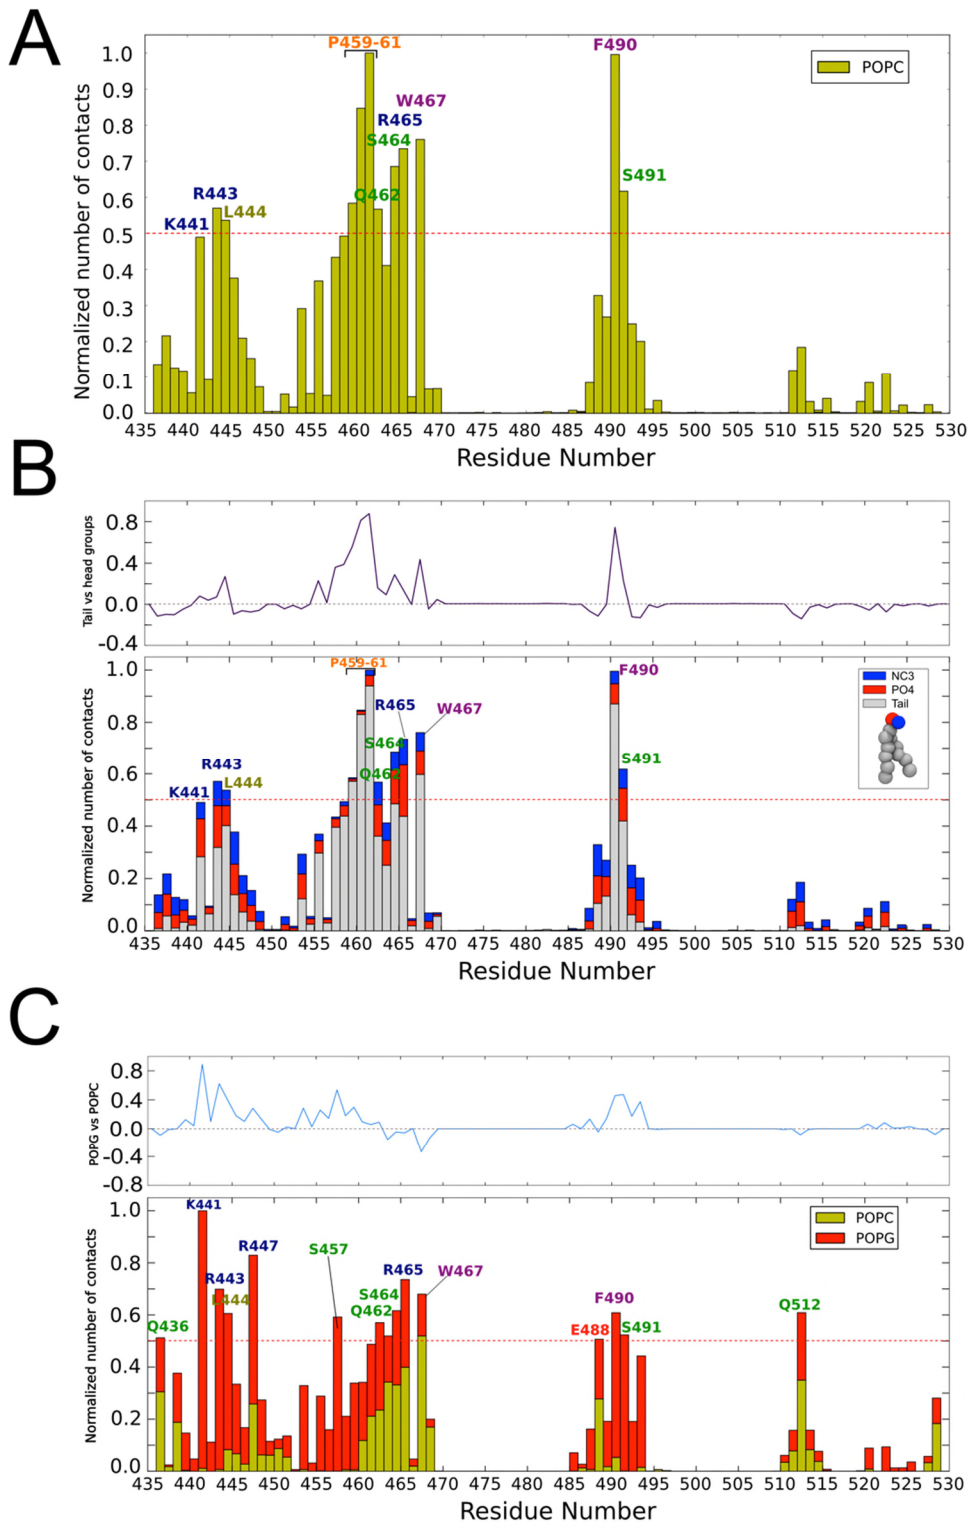 A
P459-61
F490
POPC
W467
R465
S464
S491
Q462
R443
L444
K441
Normalized number of contacts
1.0
0.9
0.8
0.7
0.6
0.5
0.4
0.3
0.2
0.1
0.0
435 440 445 450 455 460 465 470 475 480 485 490 495 500 505 510 515 520 525 530
Residue Number
B
Tail vs head groups
0.8
0.4
0.0
-0.4
P459-61
F490
NC3
PO4
Tail
R465
W467
S464
S491
Q462
R443
L444
K441
Normalized number of contacts
1.0
0.8
0.6
0.4
0.2
0.0
435 440 445 450 455 460 465 470 475 480 485 490 495 500 505 510 515 520 525 530
Residue Number
C
POPG vs POPC
0.8
0.4
0.0
-0.4
-0.8
K441
POPC
POPG
R447
S457
R465
W467
R443
L444
S464
Q462
F490
Q512
Q436
E488
S491
Normalized number of contacts
1.0
0.8
0.6
0.4
0.2
0.0
435 440 445 450 455 460 465 470 475 480 485 490 495 500 505 510 515 520 525 530
Residue Number